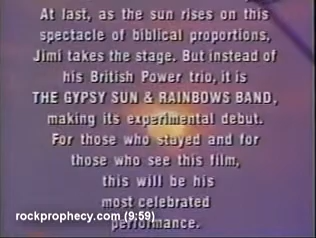 At last, as the sun rises on this
spectacle of biblical proportions,
Jimi takes the stage. But instead of
his British Power trio, it is
THE GYPSY SUN & RAINBOWS BAND,
making its experimental debut.
For those who stayed and for
those who see this film,
this will be his
most celebrated
rockprophecy.com (9:59)
performance.